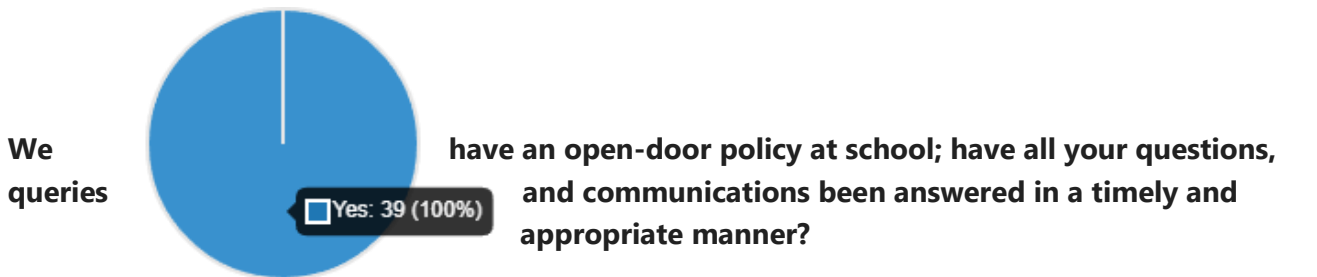 We have an open-door policy at school; have all your questions,
queries and communications been answered in a timely and
appropriate manner?
Yes: 39 (100%)